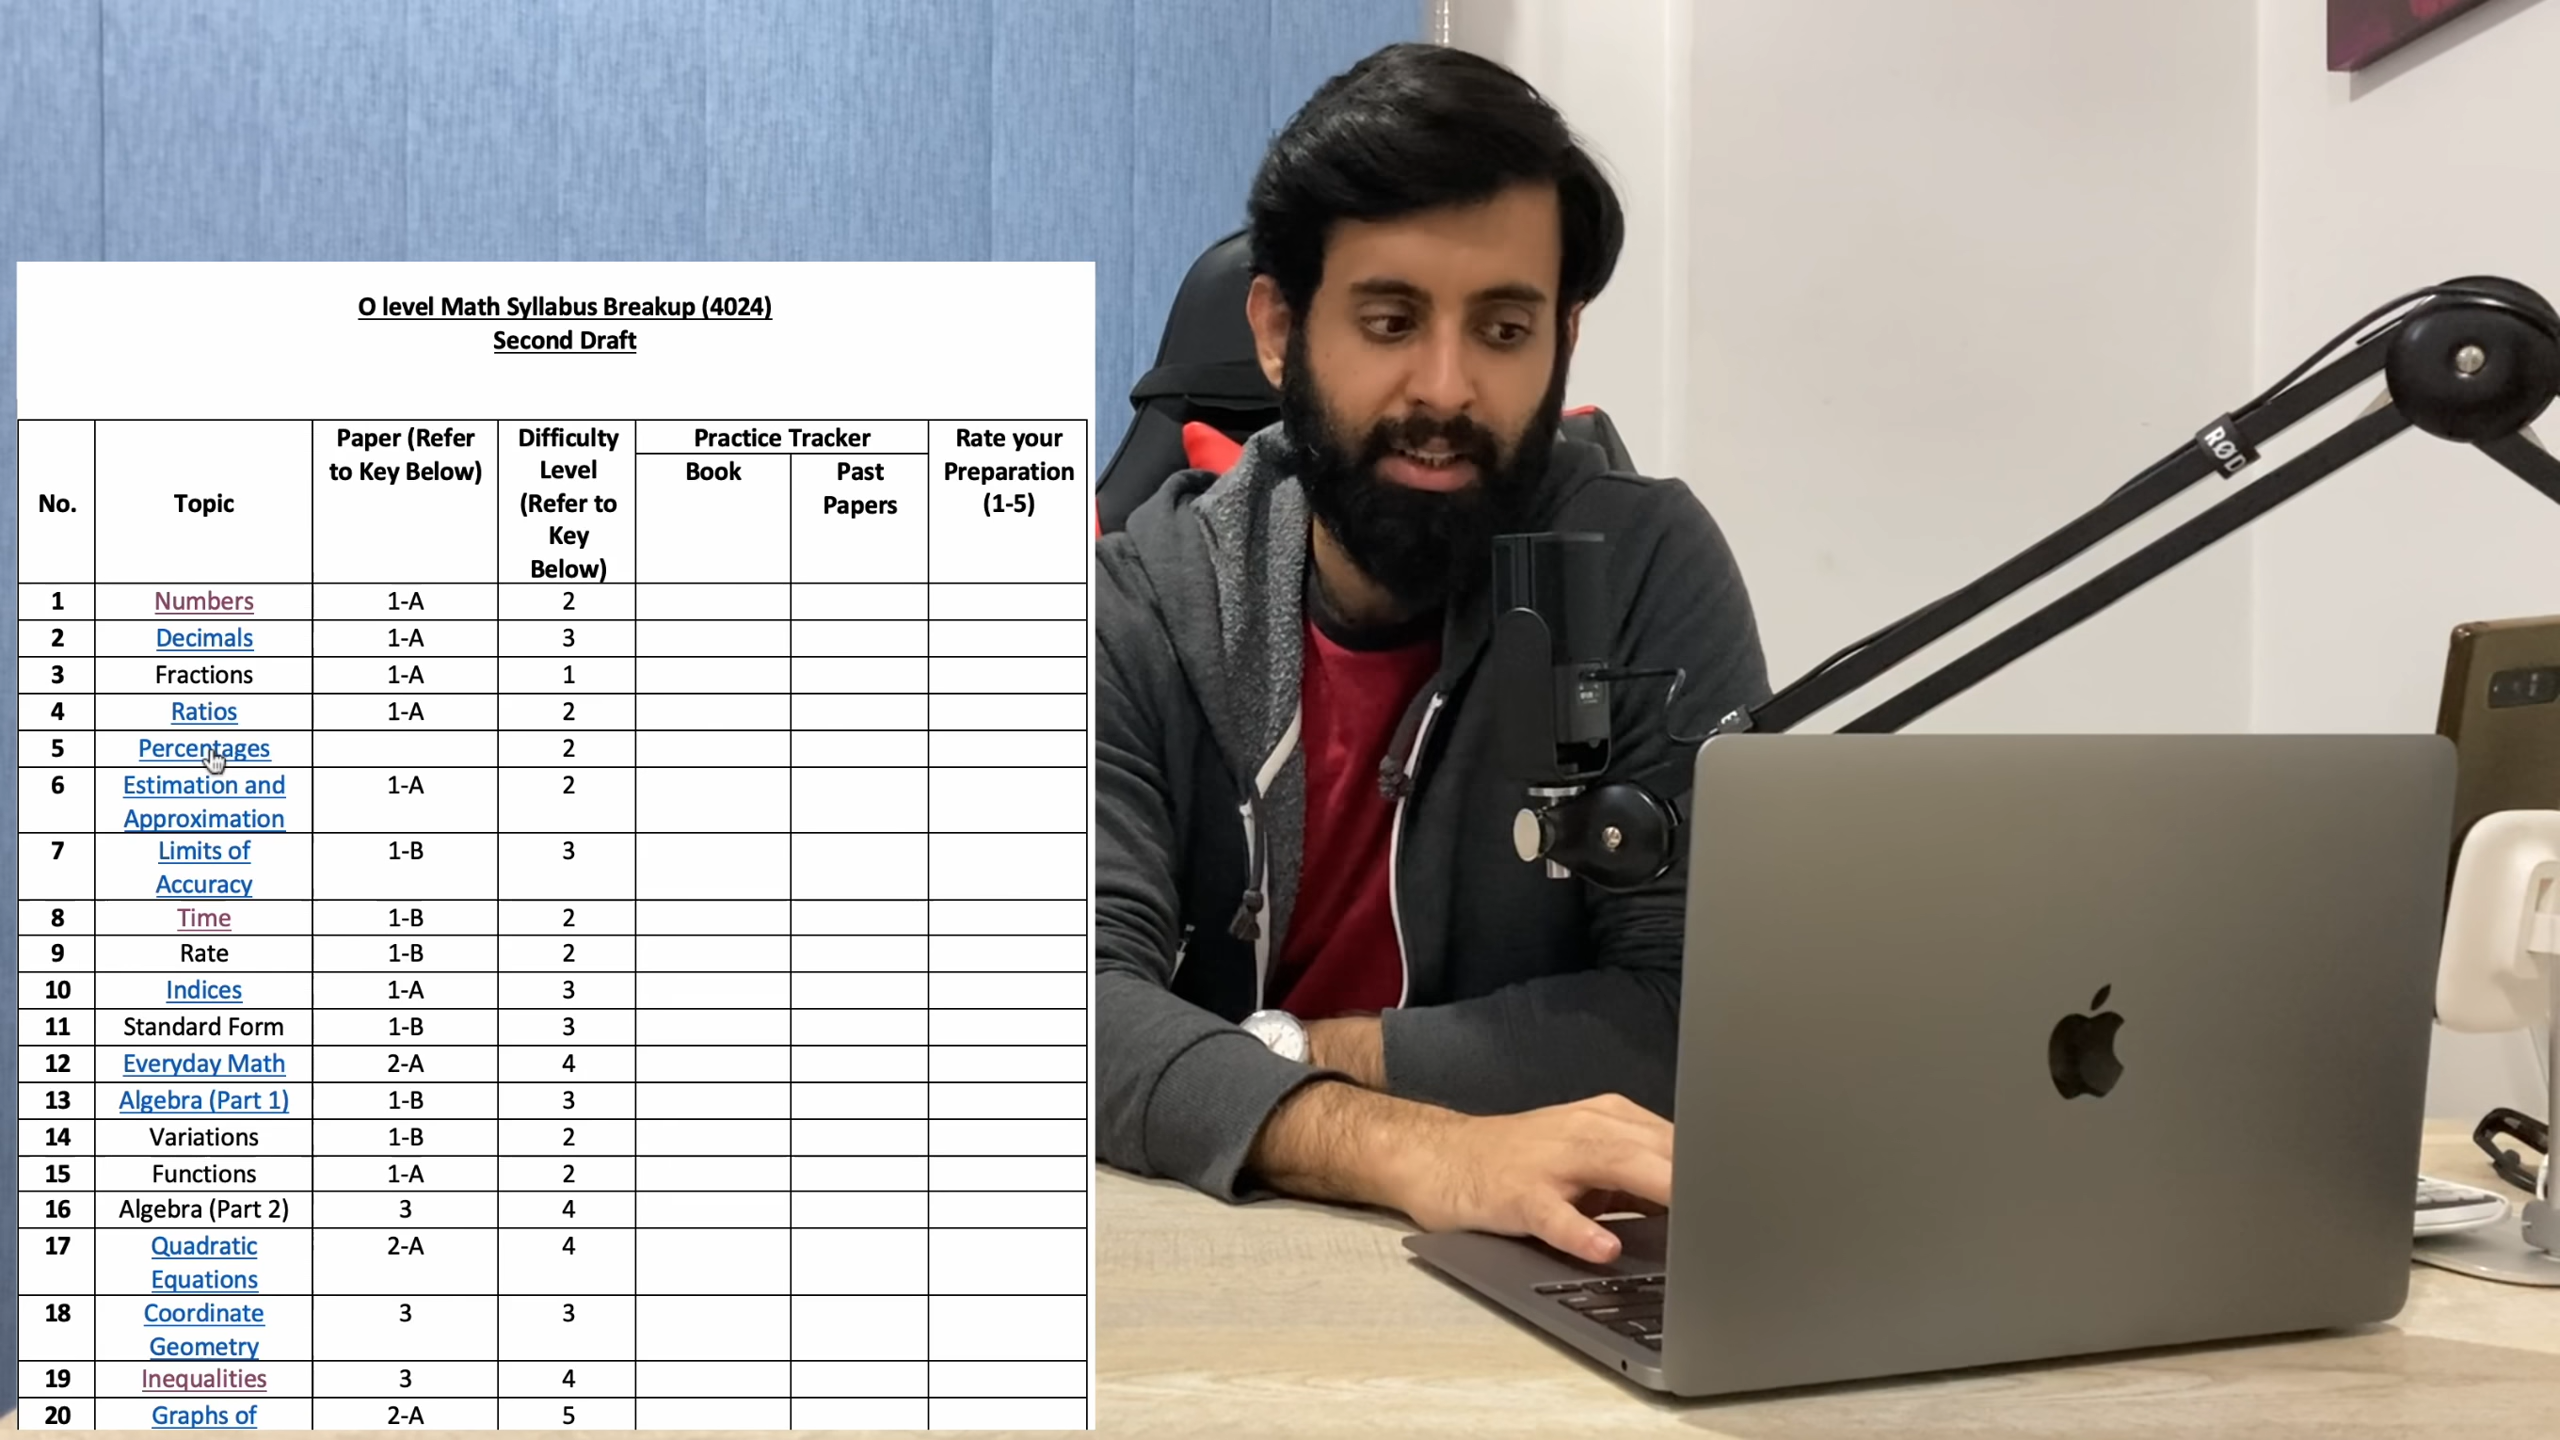 O level Math Syllabus Breakup (4024)
Second Draft
No. Topic Paper (Refer to Key Below) Difficulty Level (Refer to Key Below) Practice Tracker Book Past Papers Rate your Preparation (1-5)
1 Numbers 1-A 2
2 Decimals 1-A 3
3 Fractions 1-A 1
4 Ratios 1-A 2
5 Percentages 2
6 Estimation and Approximation 1-A 2
7 Limits of Accuracy 1-B 3
8 Time 1-B 2
9 Rate 1-B 2
10 Indices 1-A 3
11 Standard Form 1-B 3
12 Everyday Math 2-A 4
13 Algebra (Part 1) 1-B 3
14 Variations 1-B 2
15 Functions 1-A 2
16 Algebra (Part 2) 3 4
17 Quadratic Equations 2-A 4
18 Coordinate Geometry 3 3
19 Inequalities 3 4
20 Graphs of 2-A 5
RØD